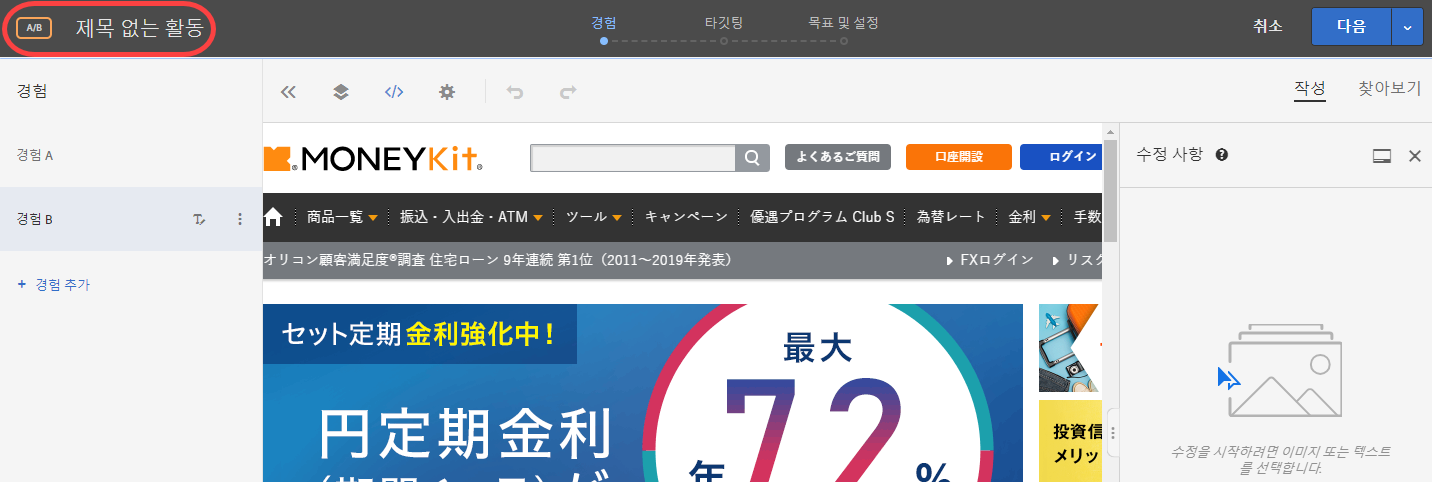 A/B 제목 없는 활동
경험 타깃팅 목표 및 설정
취소 다음
경험
작성 찾아보기
경험 A
경험 B
+ 경험 추가
MONEYKit
よくあるご質問 口座開設 ログイン
商品一覧 振込・入出金・ATM ツール キャンペーン 優遇プログラム Club S 為替レート 金利 手数
オリコン顧客満足度®調査 住宅ローン 9年連続 第1位（2011～2019年発表）
FXログイン リスク
セット定期 金利強化中！
円定期金利
最大
年 7.2 %
投資信
メリッ
수정 사항
수정을 시작하려면 이미지 또는 텍스트
를 선택합니다.